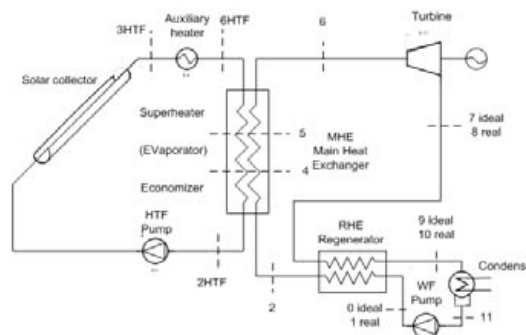 Auxiliary
heater
3HTF
6HTF
6
Turbine
Solar collector
Superheater
(EVaporator)
Economizer
5
4
MHE
Main Heat
Exchanger
7 ideal
8 real
HTF
Pump
2HTF
2
RHE
Regenerator
9 ideal
10 real
Condens
0 ideal
1 real
WF
Pump
11